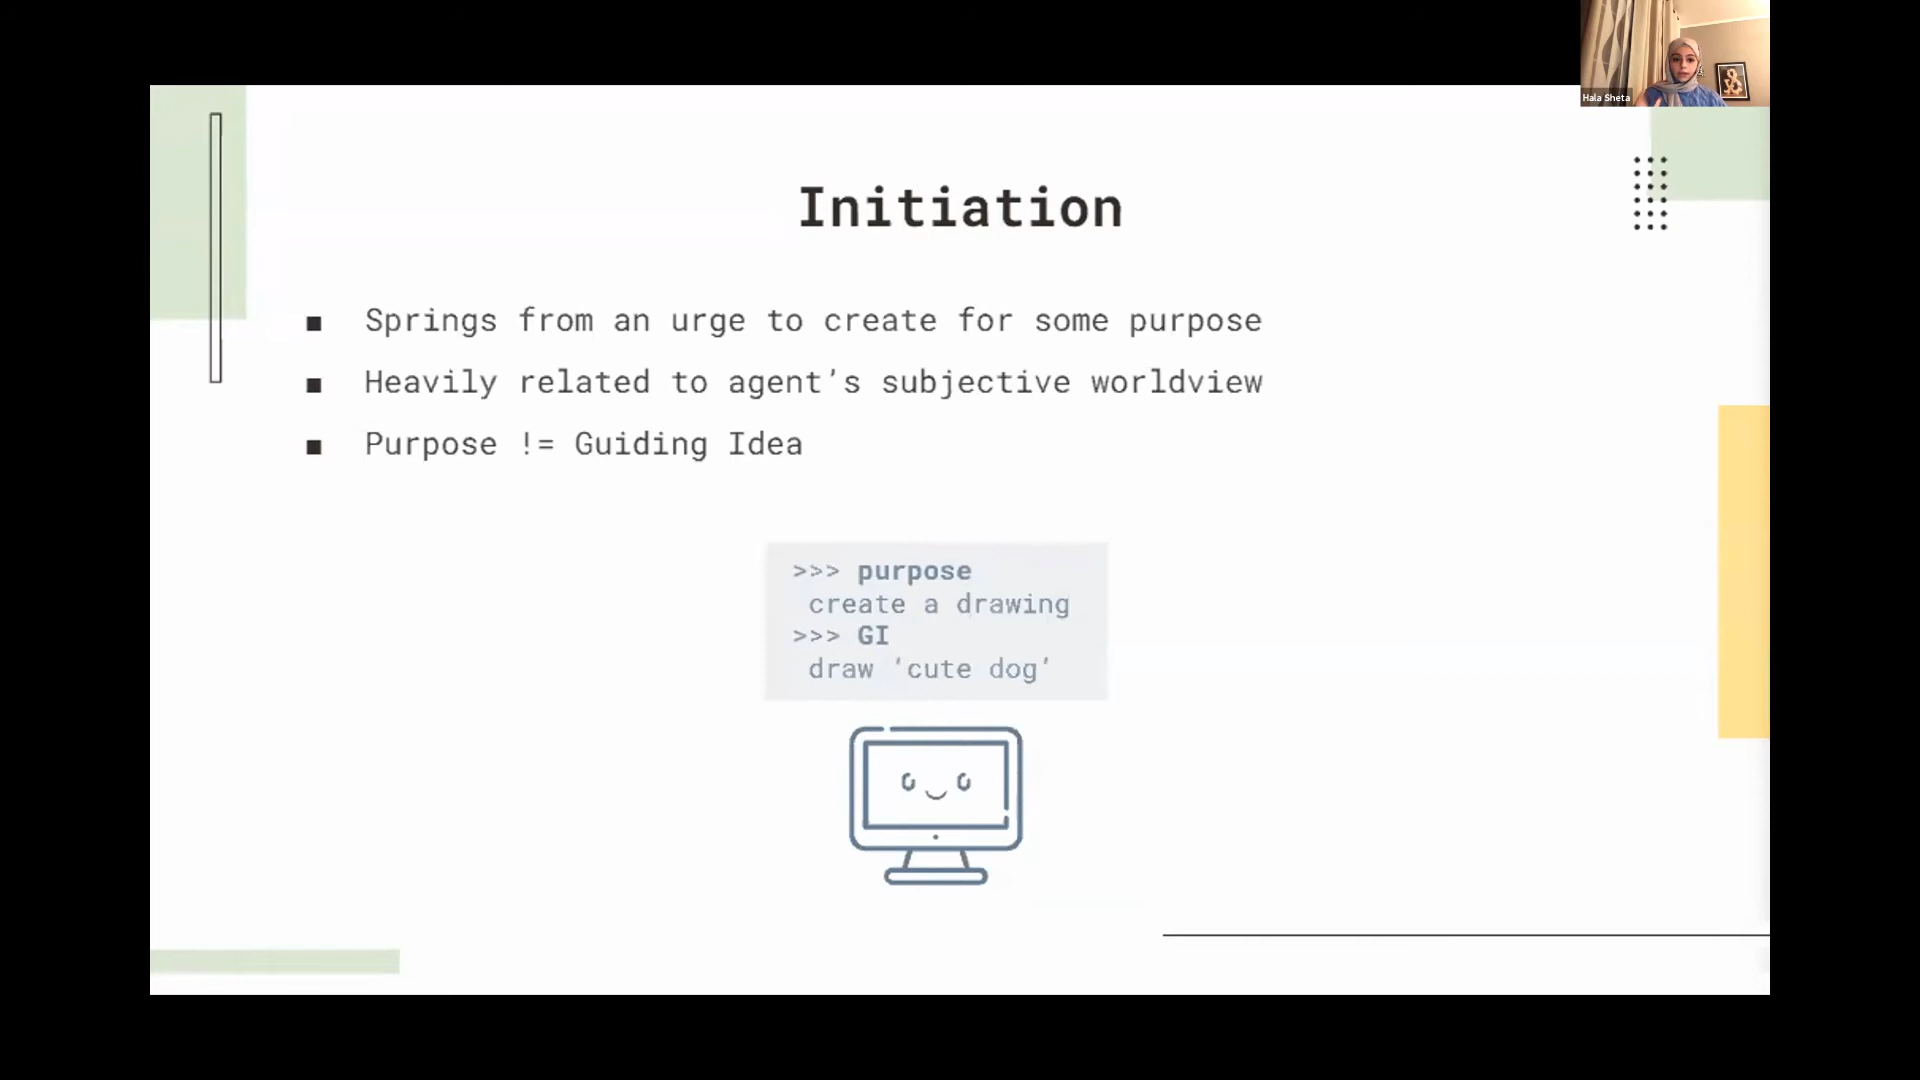 Hala Sheta
Initiation
■ Springs from an urge to create for some purpose
■ Heavily related to agent’s subjective worldview
■ Purpose != Guiding Idea
>>> purpose
create a drawing
>>> GI
draw ‘cute dog’